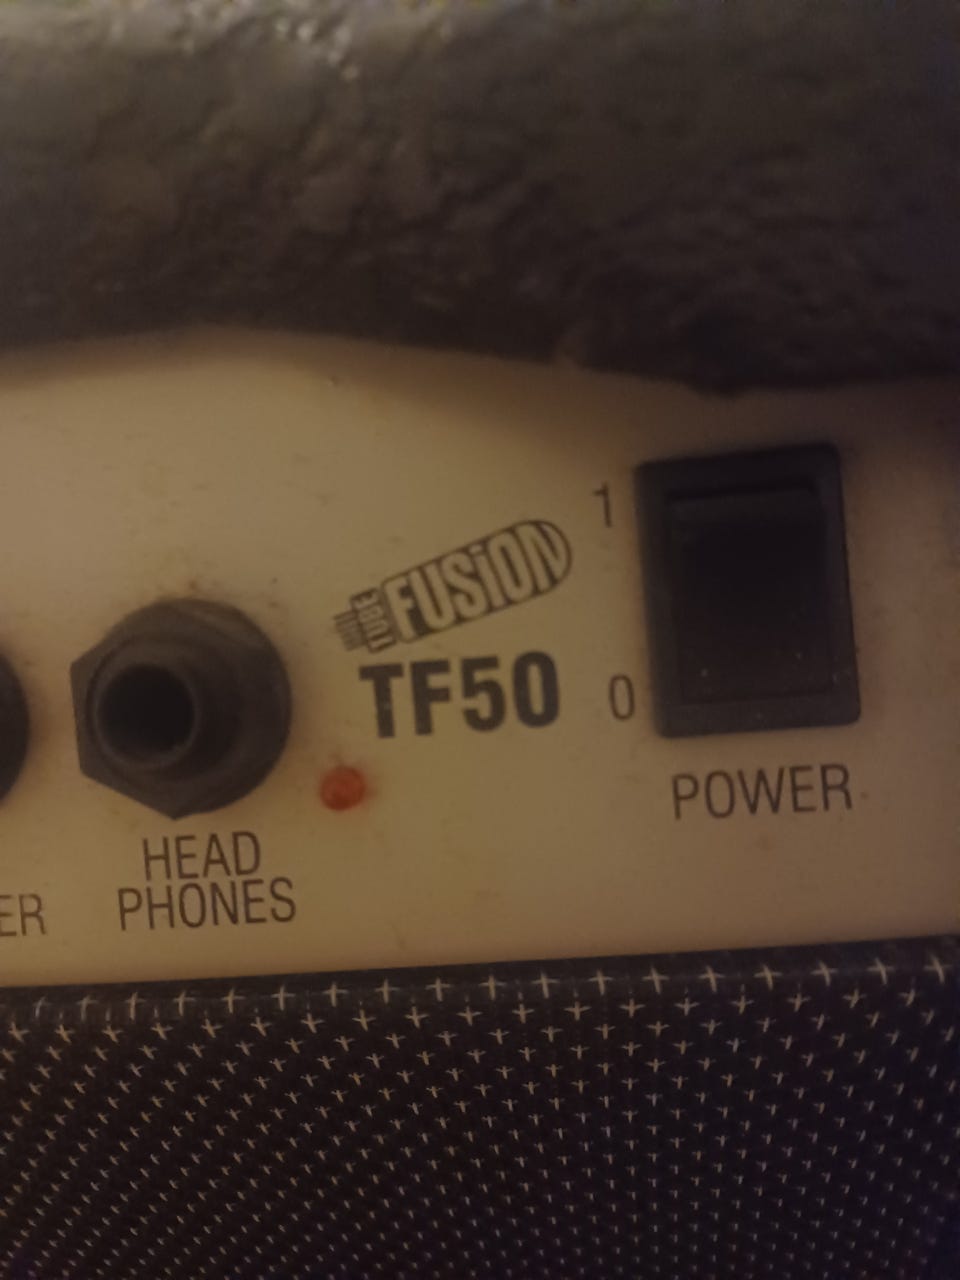 1
TUBE FUSiON
TF50
0
POWER
HEAD
PHONES
ER